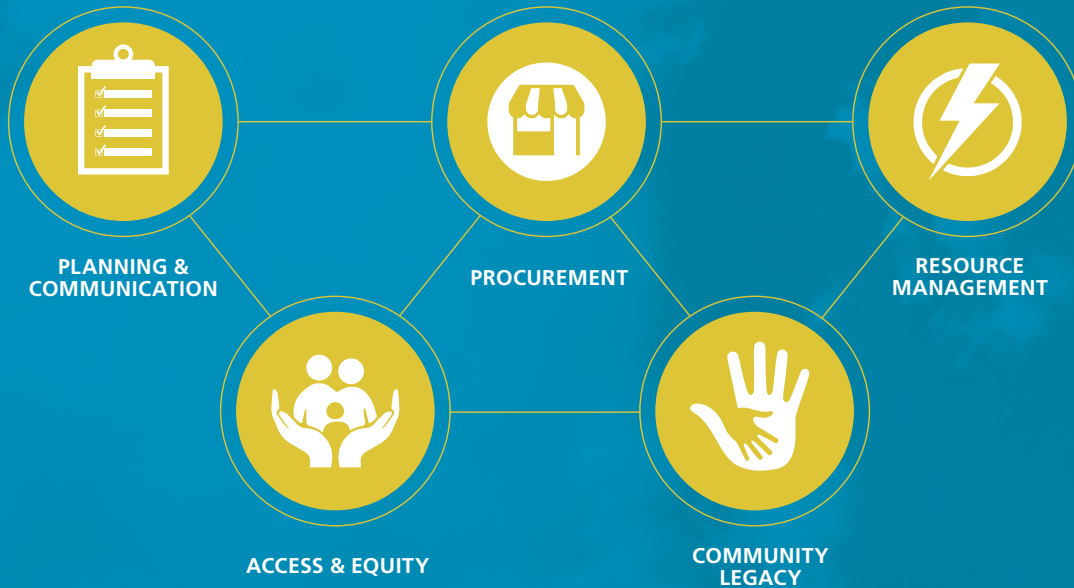 PLANNING &
COMMUNICATION
PROCUREMENT
RESOURCE
MANAGEMENT
ACCESS & EQUITY
COMMUNITY
LEGACY